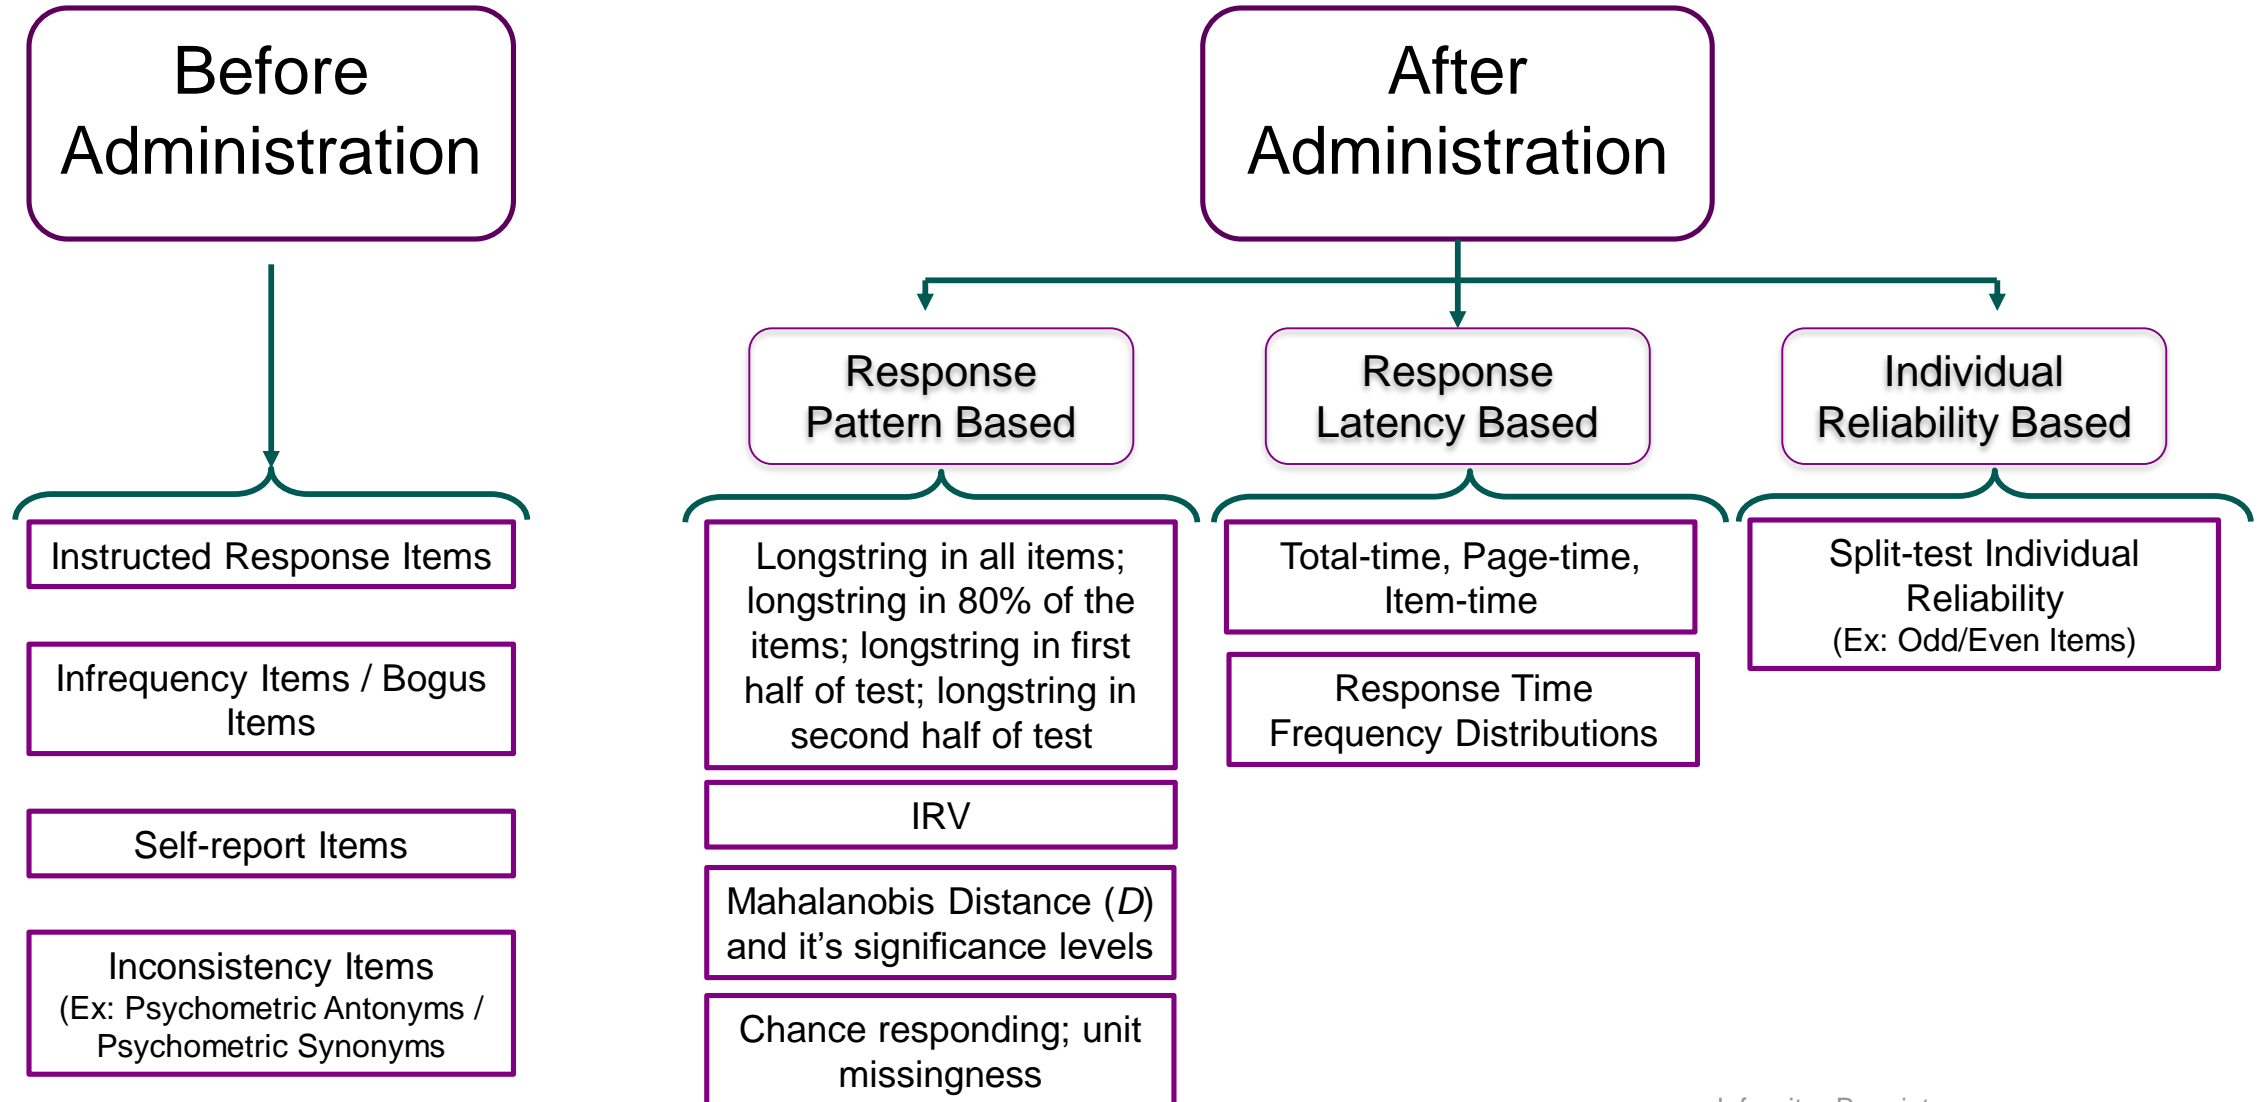 Before
Administration
After
Administration
Response
Pattern Based
Response
Latency Based
Individual
Reliability Based
Instructed Response Items
Infrequency Items / Bogus
Items
Self-report Items
Inconsistency Items
(Ex: Psychometric Antonyms /
Psychometric Synonyms
Longstring in all items;
longstring in 80% of the
items; longstring in first
half of test; longstring in
second half of test
IRV
Mahalanobis Distance (D)
and it’s significance levels
Chance responding; unit
missingness
Total-time, Page-time,
Item-time
Response Time
Frequency Distributions
Split-test Individual
Reliability
(Ex: Odd/Even Items)